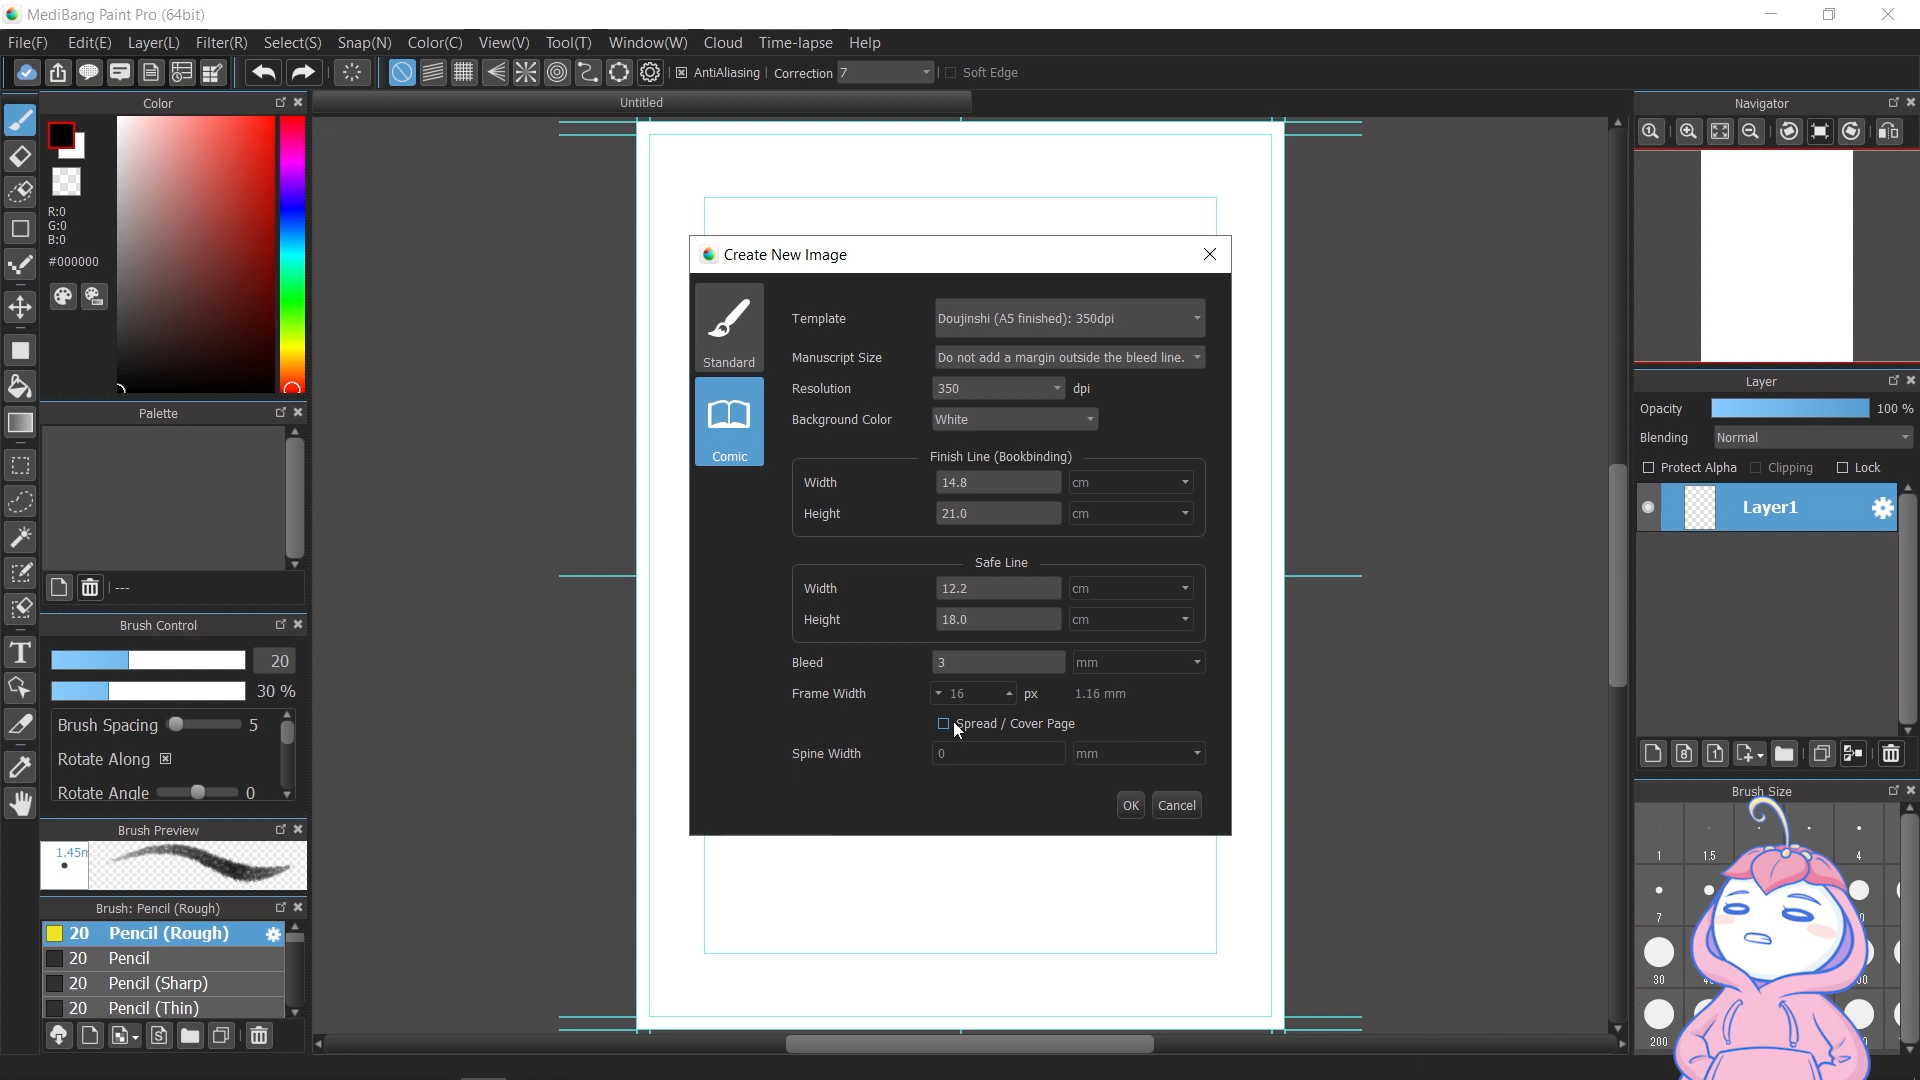 MediBang Paint Pro (64bit)
File(F) Edit(E) Layer(L) Filter(R) Select(S) Snap(N) Color(C) View(V) Tool(T) Window(W) Cloud Time-lapse Help
AntiAliasing Correction 7 Soft Edge
Color
R:0
G:0
B:0
#000000
Palette
---
Brush Control
20
30 %
Brush Spacing 5
Rotate Along
Rotate Angle 0
Brush Preview
Brush: Pencil (Rough)
20 Pencil (Rough)
20 Pencil
20 Pencil (Sharp)
20 Pencil (Thin)
Untitled
Create New Image
Standard
Comic
Template Doujinshi (A5 finished): 350dpi
Manuscript Size Do not add a margin outside the bleed line.
Resolution 350 dpi
Background Color White
Finish Line (Bookbinding)
Width 14.8 cm
Height 21.0 cm
Safe Line
Width 12.2 cm
Height 18.0 cm
Bleed 3 mm
Frame Width 16 px 1.16 mm
Spread / Cover Page
Spine Width 0 mm
OK Cancel
Navigator
Layer
Opacity 100 %
Blending Normal
Protect Alpha Clipping Lock
Layer1
8 1
Brush Size
1 1.5 4
7
30
200